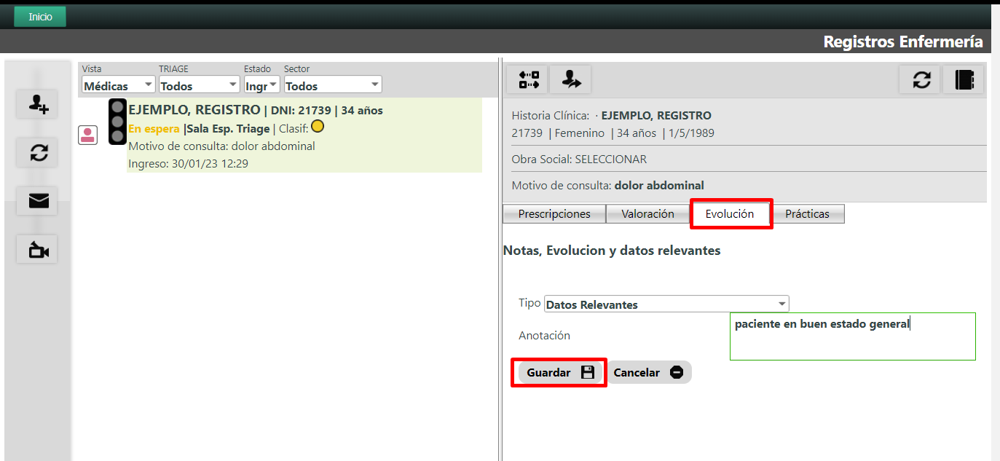 Inicio
Registros Enfermería
Vista TRIAGE Estado Sector
Médicas Todos Ingr Todos
EJEMPLO, REGISTRO | DNI: 21739 | 34 años
En espera |Sala Esp. Triage | Clasif:
Motivo de consulta: dolor abdominal
Ingreso: 30/01/23 12:29
Historia Clínica: · EJEMPLO, REGISTRO
21739 | Femenino | 34 años | 1/5/1989
Obra Social: SELECCIONAR
Motivo de consulta: dolor abdominal
Prescripciones Valoración Evolución Prácticas
Notas, Evolucion y datos relevantes
Tipo Datos Relevantes
Anotación paciente en buen estado general
Guardar Cancelar